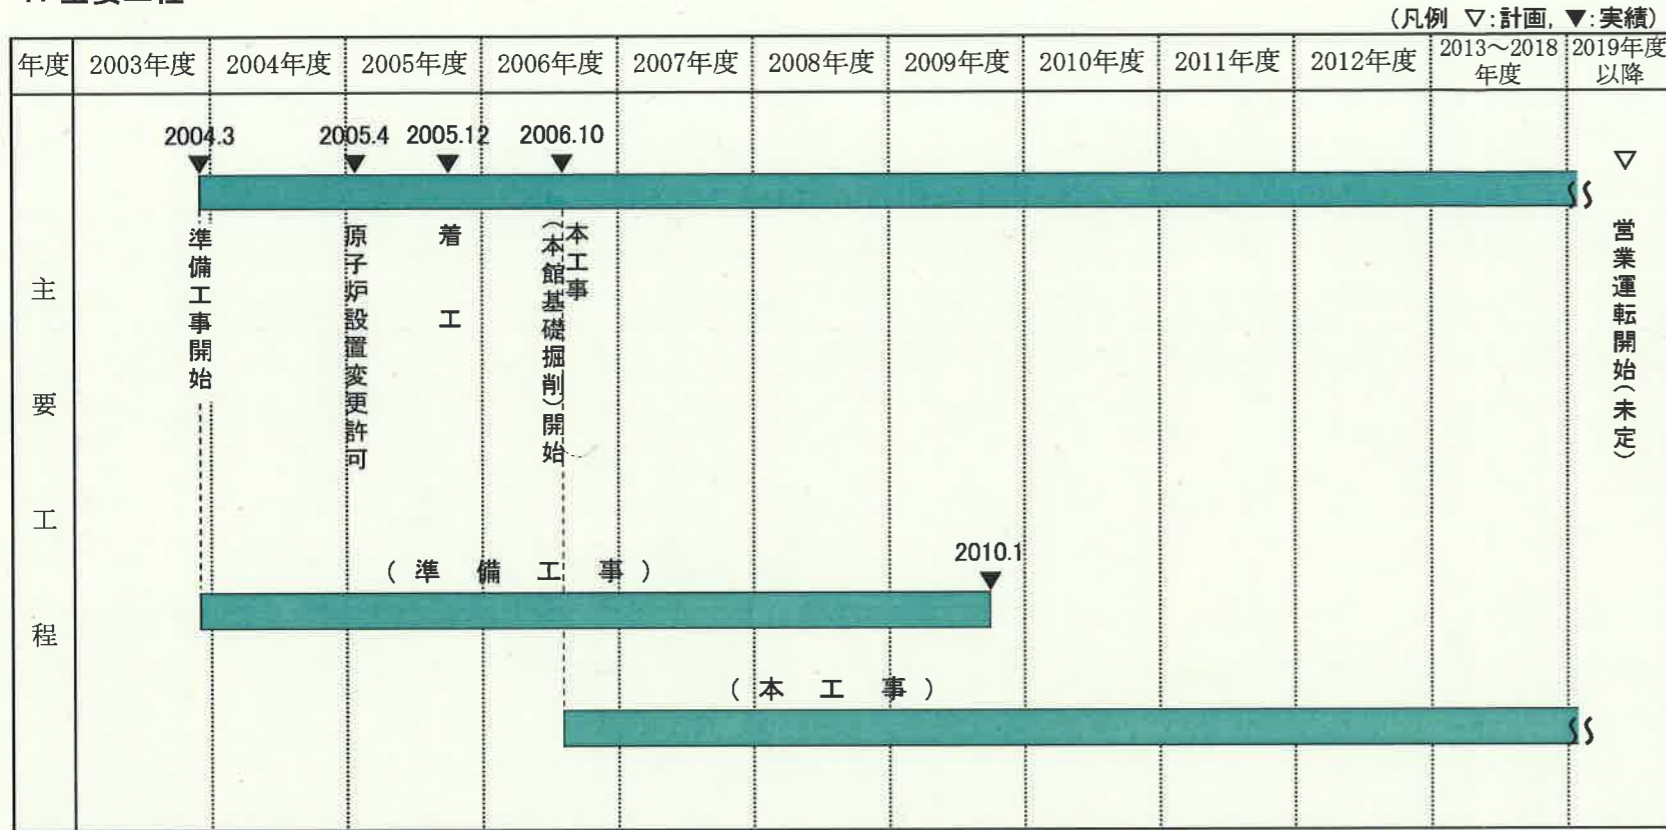 (凡例 ▽:計画, ▼:実績)
年度 2003年度 2004年度 2005年度 2006年度 2007年度 2008年度 2009年度 2010年度 2011年度 2012年度 2013～2018年度 2019年度以降
主要工程
2004.3 2005.4 2005.12 2006.10
▼ ▼ ▼ ▼ ▽
準備工事開始
原子炉設置変更許可
着工
本工事
(本館基礎掘削)開始
営業運転開始(未定)
2010.1
▼
(準備工事)
(本工事)